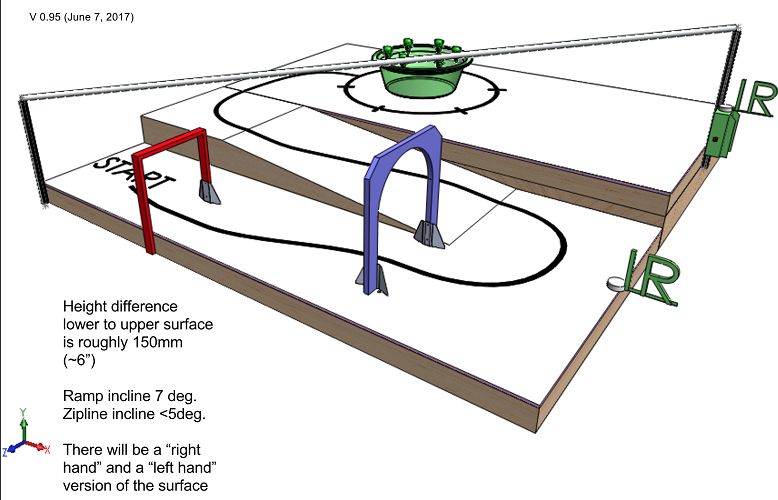 V 0.95 (June 7, 2017)
IR
START
IR
Height difference
lower to upper surface
is roughly 150mm
(~6”)
Ramp incline 7 deg.
Zipline incline <5deg.
There will be a “right
hand” and a “left hand”
version of the surface
Y
Z
X